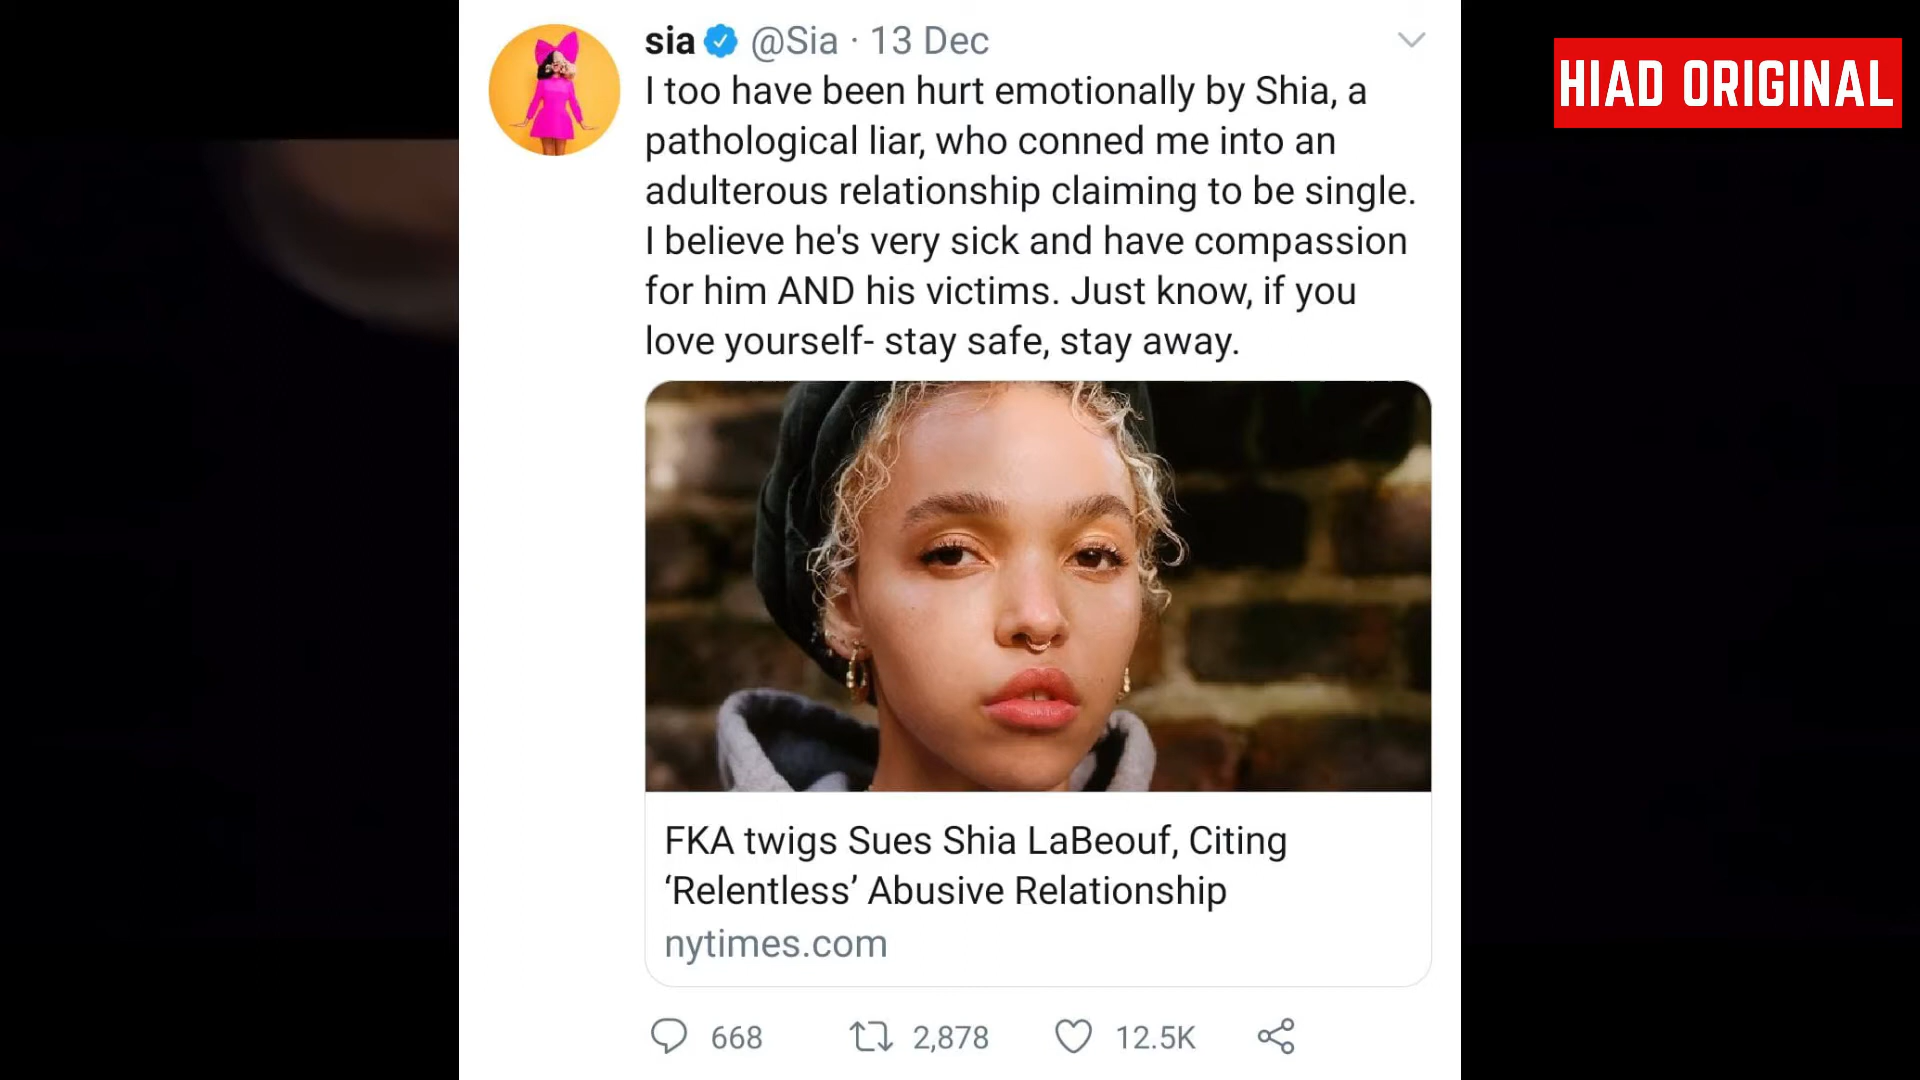 sia @Sia · 13 Dec
HIAD ORIGINAL
I too have been hurt emotionally by Shia, a
pathological liar, who conned me into an
adulterous relationship claiming to be single.
I believe he's very sick and have compassion
for him AND his victims. Just know, if you
love yourself- stay safe, stay away.
FKA twigs Sues Shia LaBeouf, Citing
‘Relentless’ Abusive Relationship
nytimes.com
668 2,878 12.5K